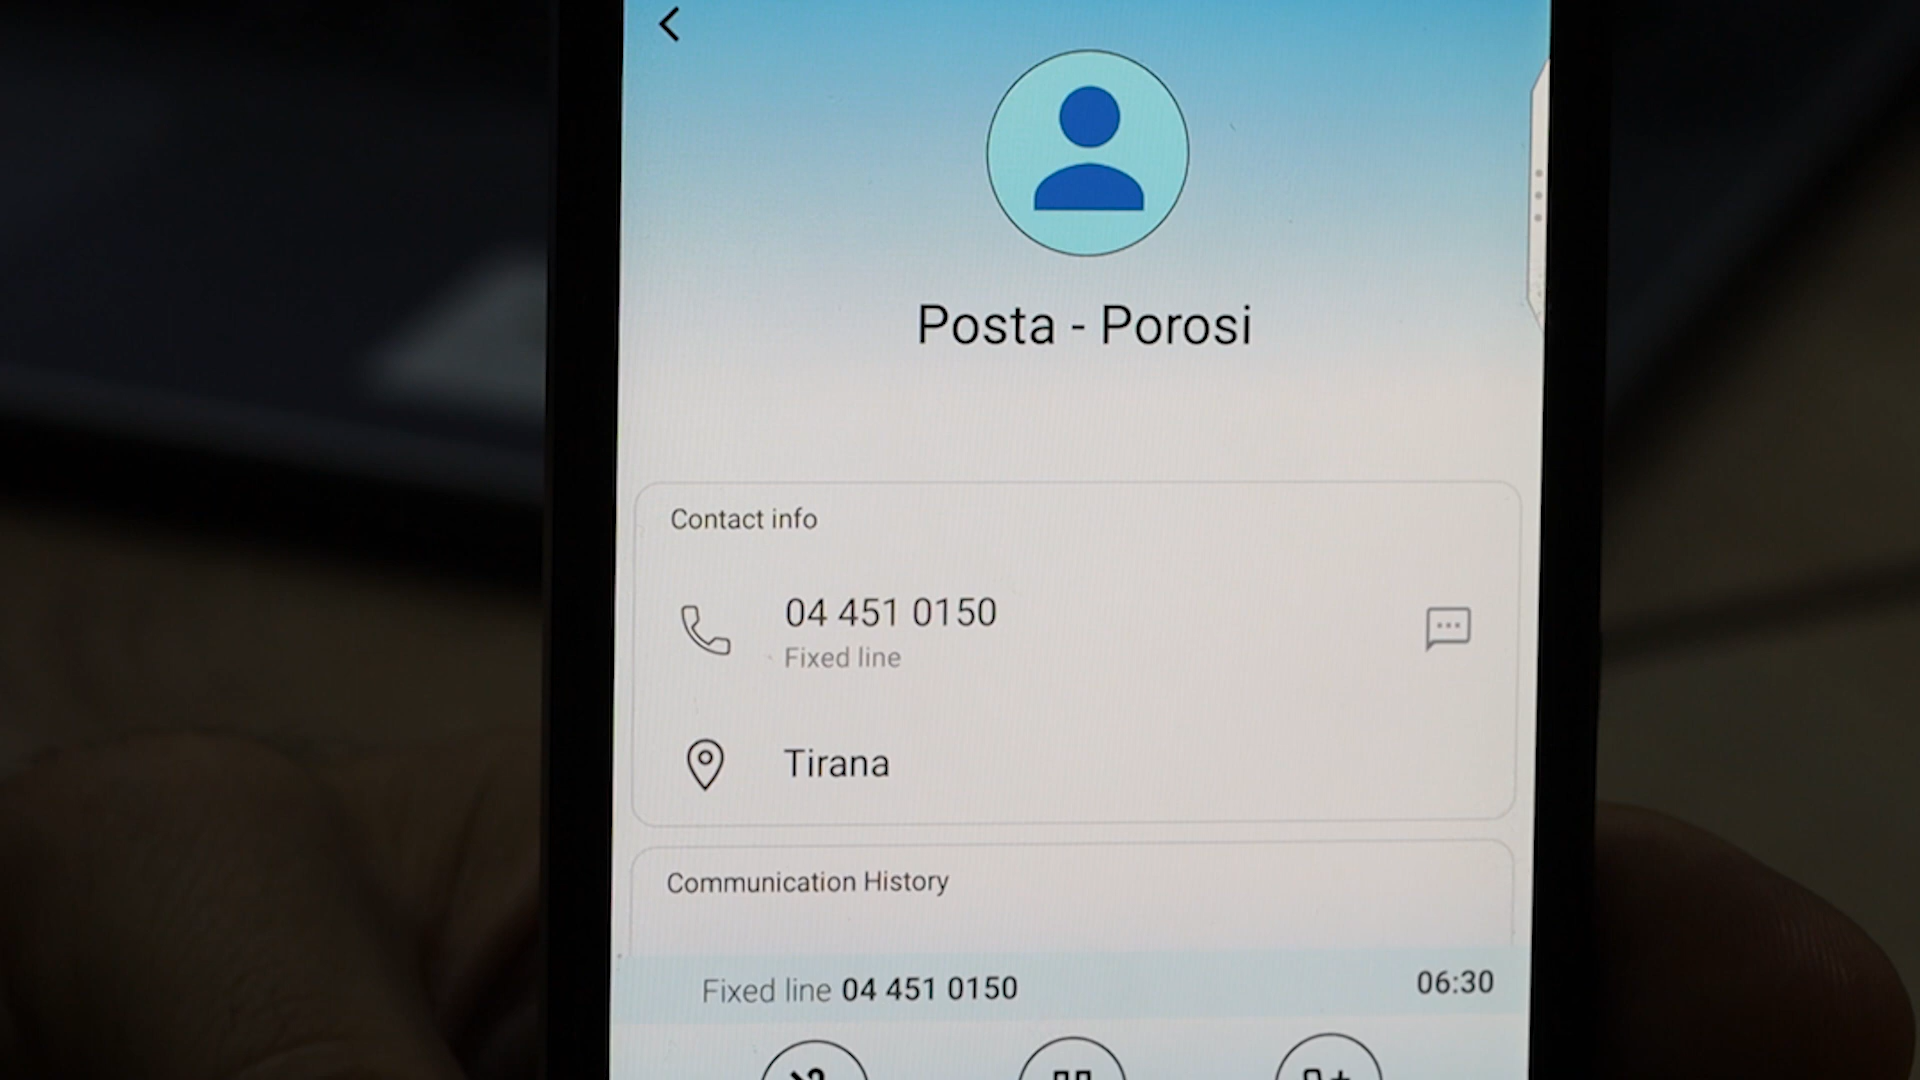 Posta - Porosi
Contact info
04 451 0150
Fixed line
Tirana
Communication History
Fixed line 04 451 0150
06:30